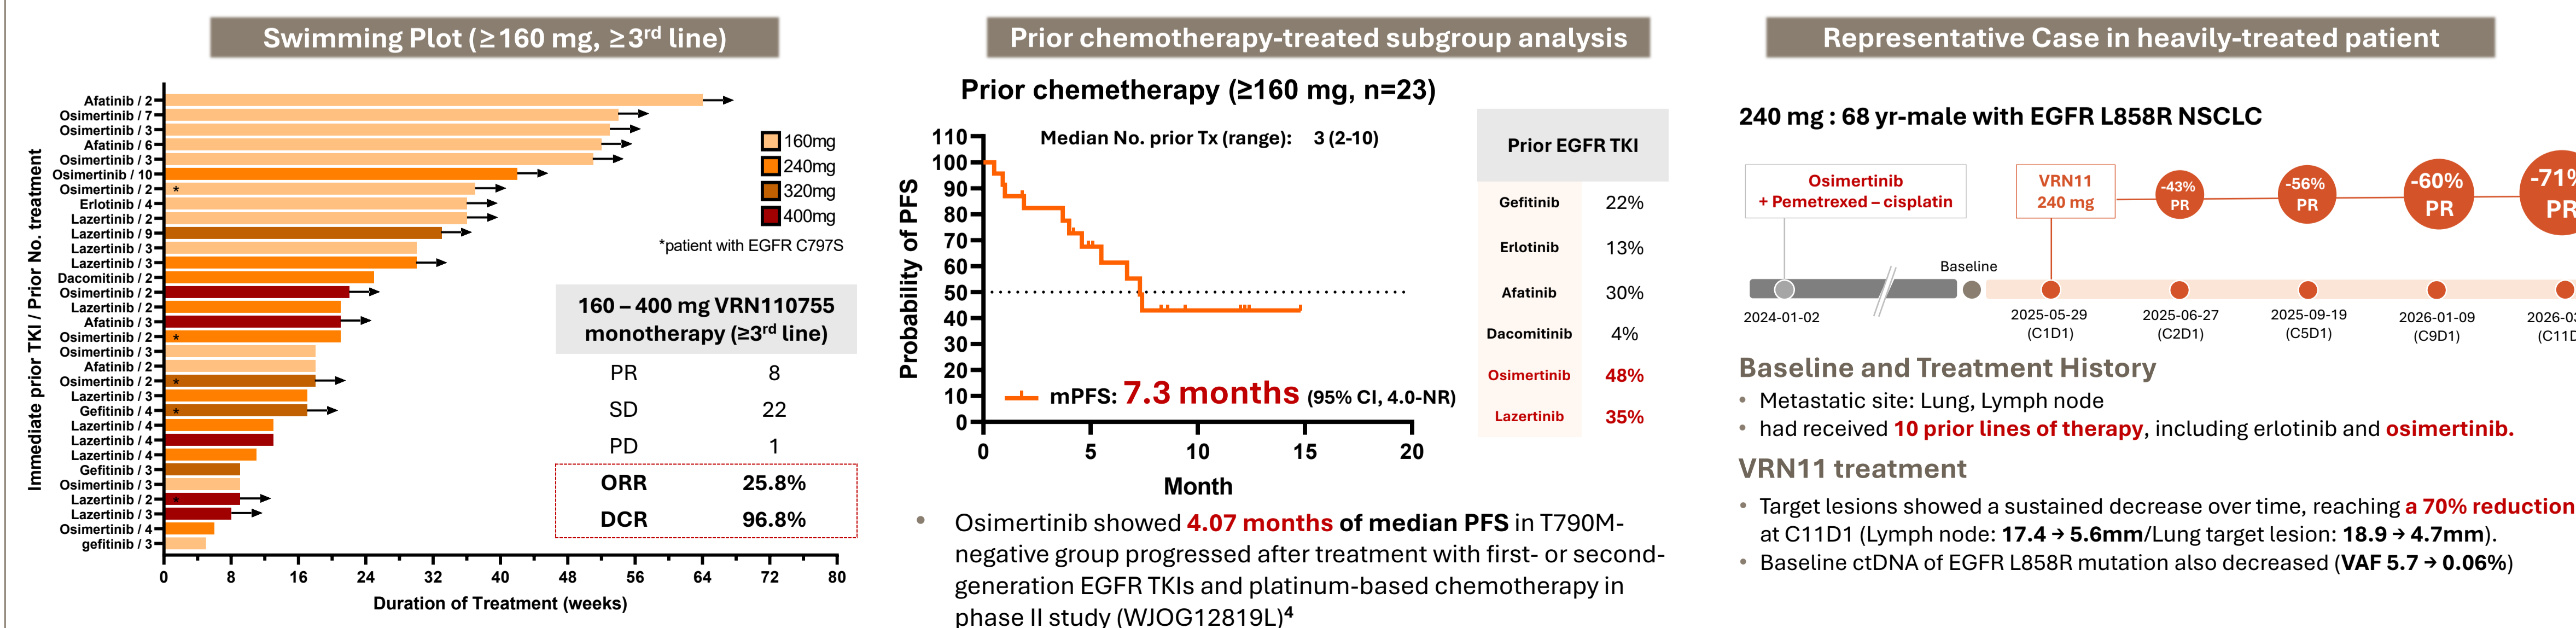 Swimming Plot (≥160 mg, ≥3rd line)
Immediate prior TKI / Prior No. treatment
Afatinib / 2
Osimertinib / 7
Osimertinib / 3
Afatinib / 6
Osimertinib / 3
Osimertinib / 10
Osimertinib / 2 *
Erlotinib / 4
Lazertinib / 2
Lazertinib / 9
Lazertinib / 3
Lazertinib / 3
Dacomitinib / 2
Osimertinib / 2
Lazertinib / 2
Afatinib / 3
Osimertinib / 2 *
Osimertinib / 3
Afatinib / 2
Osimertinib / 2 *
Lazertinib / 3
Gefitinib / 4 *
Lazertinib / 4
Lazertinib / 4
Lazertinib / 4
Gefitinib / 3
Osimertinib / 3
Lazertinib / 2 *
Lazertinib / 3
Osimertinib / 4
gefitinib / 3
0 8 16 24 32 40 48 56 64 72 80
Duration of Treatment (weeks)
160mg
240mg
320mg
400mg
*patient with EGFR C797S
160 – 400 mg VRN110755
monotherapy (≥3rd line)
PR 8
SD 22
PD 1
ORR 25.8%
DCR 96.8%
Prior chemotherapy-treated subgroup analysis
Prior chemetherapy (≥160 mg, n=23)
Median No. prior Tx (range): 3 (2-10)
Probability of PFS
110
100
90
80
70
60
50
40
30
20
10
0
mPFS: 7.3 months (95% CI, 4.0-NR)
0 5 10 15 20
Month
Prior EGFR TKI
Gefitinib 22%
Erlotinib 13%
Afatinib 30%
Dacomitinib 4%
Osimertinib 48%
Lazertinib 35%
• Osimertinib showed 4.07 months of median PFS in T790M-
negative group progressed after treatment with first- or second-
generation EGFR TKIs and platinum-based chemotherapy in
phase II study (WJOG12819L)4
Representative Case in heavily-treated patient
240 mg : 68 yr-male with EGFR L858R NSCLC
Osimertinib
+ Pemetrexed – cisplatin
VRN11
240 mg
-43%
PR
-56%
PR
-60%
PR
-71%
PR
Baseline
2024-01-02
2025-05-29
(C1D1)
2025-06-27
(C2D1)
2025-09-19
(C5D1)
2026-01-09
(C9D1)
2026-03
(C11D
Baseline and Treatment History
• Metastatic site: Lung, Lymph node
• had received 10 prior lines of therapy, including erlotinib and osimertinib.
VRN11 treatment
• Target lesions showed a sustained decrease over time, reaching a 70% reduction
at C11D1 (Lymph node: 17.4 → 5.6mm/Lung target lesion: 18.9 → 4.7mm).
• Baseline ctDNA of EGFR L858R mutation also decreased (VAF 5.7 → 0.06%)